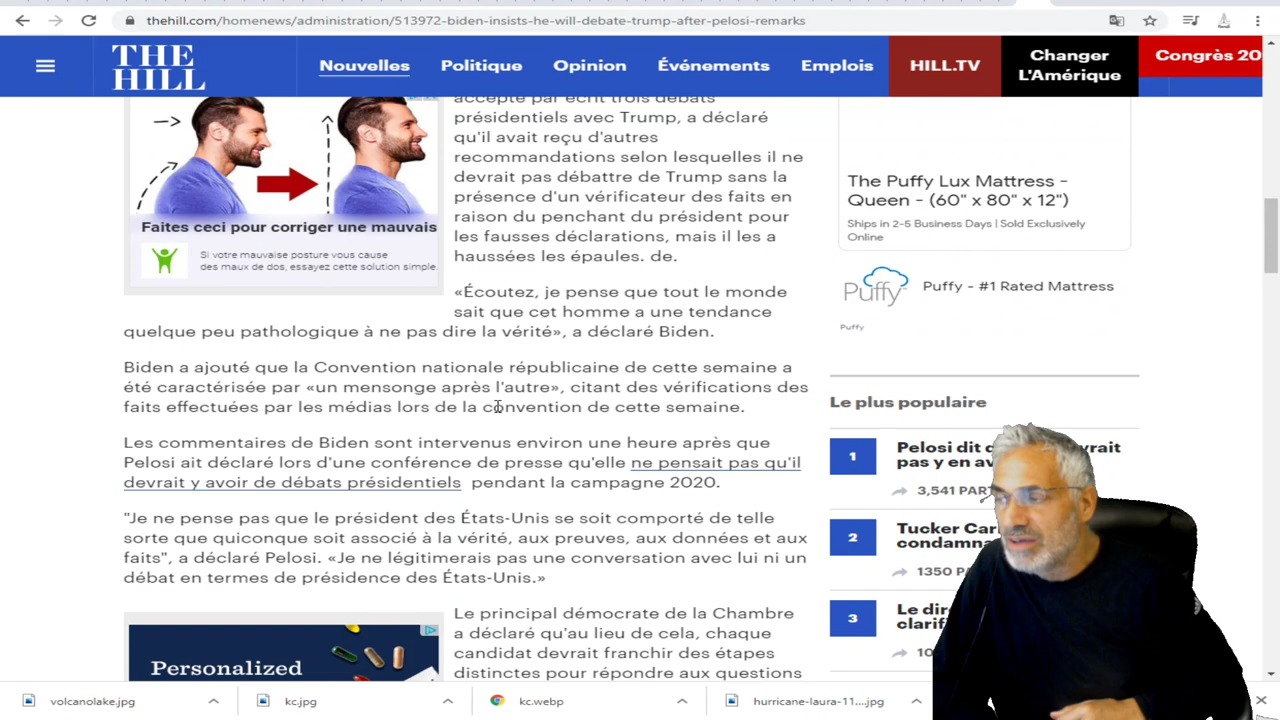 thehill.com/homenews/administration/513972-biden-insists-he-will-debate-trump-after-pelosi-remarks
THE
HILL
Nouvelles
Politique
Opinion
Événements
Emplois
HILL.TV
Changer
L'Amérique
Congrès 20
Faites ceci pour corriger une mauvais
Si votre mauvaise posture vous cause
des maux de dos, essayez cette solution simple.
accepté par écrit trois débats
présidentiels avec Trump, a déclaré
qu'il avait reçu d'autres
recommandations selon lesquelles il ne
devrait pas débattre de Trump sans la
présence d'un vérificateur des faits en
raison du penchant du président pour
les fausses déclarations, mais il les a
haussées les épaules. de.
«Écoutez, je pense que tout le monde
sait que cet homme a une tendance
quelque peu pathologique à ne pas dire la vérité», a déclaré Biden.
Biden a ajouté que la Convention nationale républicaine de cette semaine a
été caractérisée par «un mensonge après l'autre», citant des vérifications des
faits effectuées par les médias lors de la convention de cette semaine.
Les commentaires de Biden sont intervenus environ une heure après que
Pelosi ait déclaré lors d'une conférence de presse qu'elle ne pensait pas qu'il
devrait y avoir de débats présidentiels pendant la campagne 2020.
"Je ne pense pas que le président des États-Unis se soit comporté de telle
sorte que quiconque soit associé à la vérité, aux preuves, aux données et aux
faits", a déclaré Pelosi. «Je ne légitimerais pas une conversation avec lui ni un
débat en termes de présidence des États-Unis.»
Personalized
Le principal démocrate de la Chambre
a déclaré qu'au lieu de cela, chaque
candidat devrait franchir des étapes
distinctes pour répondre aux questions
The Puffy Lux Mattress -
Queen - (60" x 80" x 12")
Ships in 2-5 Business Days | Sold Exclusively
Online
Puffy
Puffy - #1 Rated Mattress
Puffy
Le plus populaire
1
Pelosi dit
pas y en
3,541
2
Tucker
1350
3
Le
volcanolake.jpg
kc.jpg
kc.webp
hurricane-laura-11....jpg